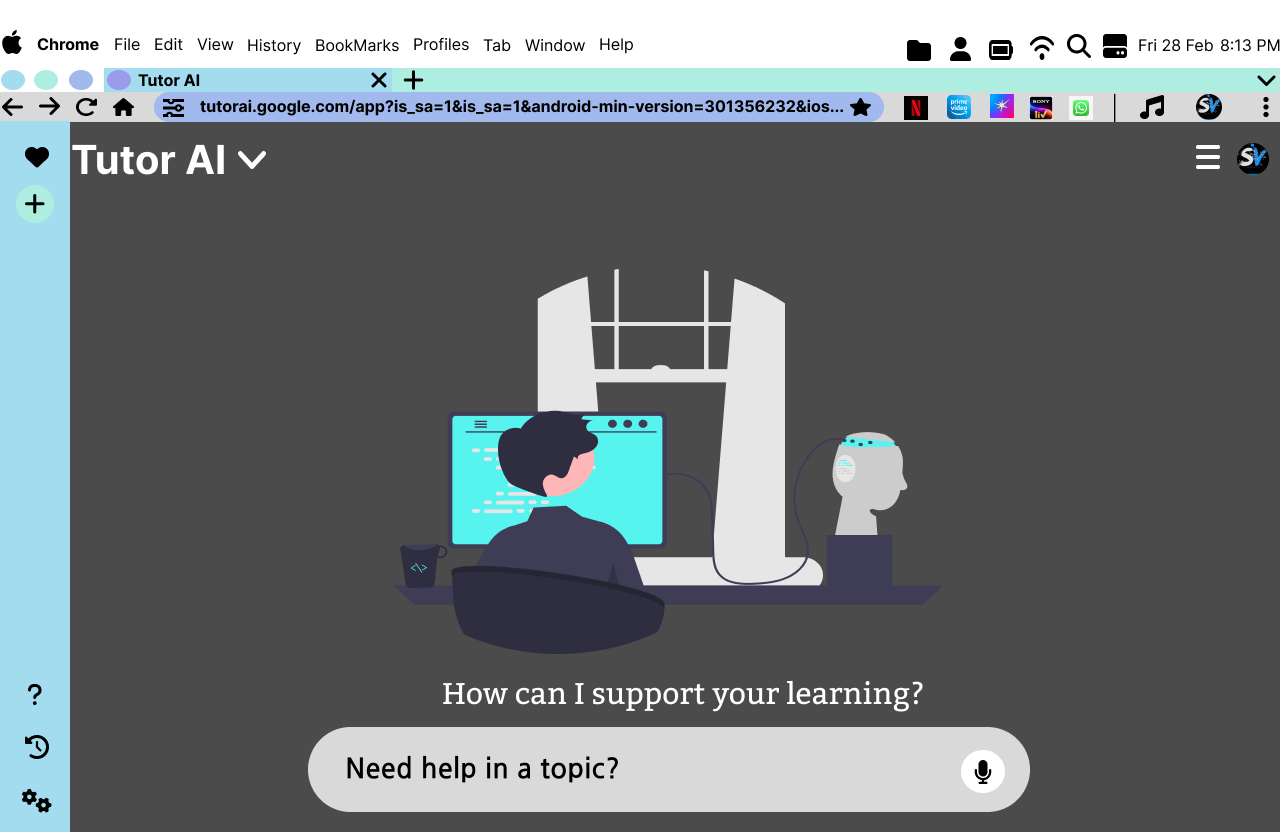 Chrome File Edit View History BookMarks Profiles Tab Window Help Fri 28 Feb 8:13 PM
Tutor AI
tutorai.google.com/app?is_sa=1&is_sa=1&android-min-version=301356232&ios...
N prime video SONY liv SV
Tutor AI SV
</>
How can I support your learning?
Need help in a topic?